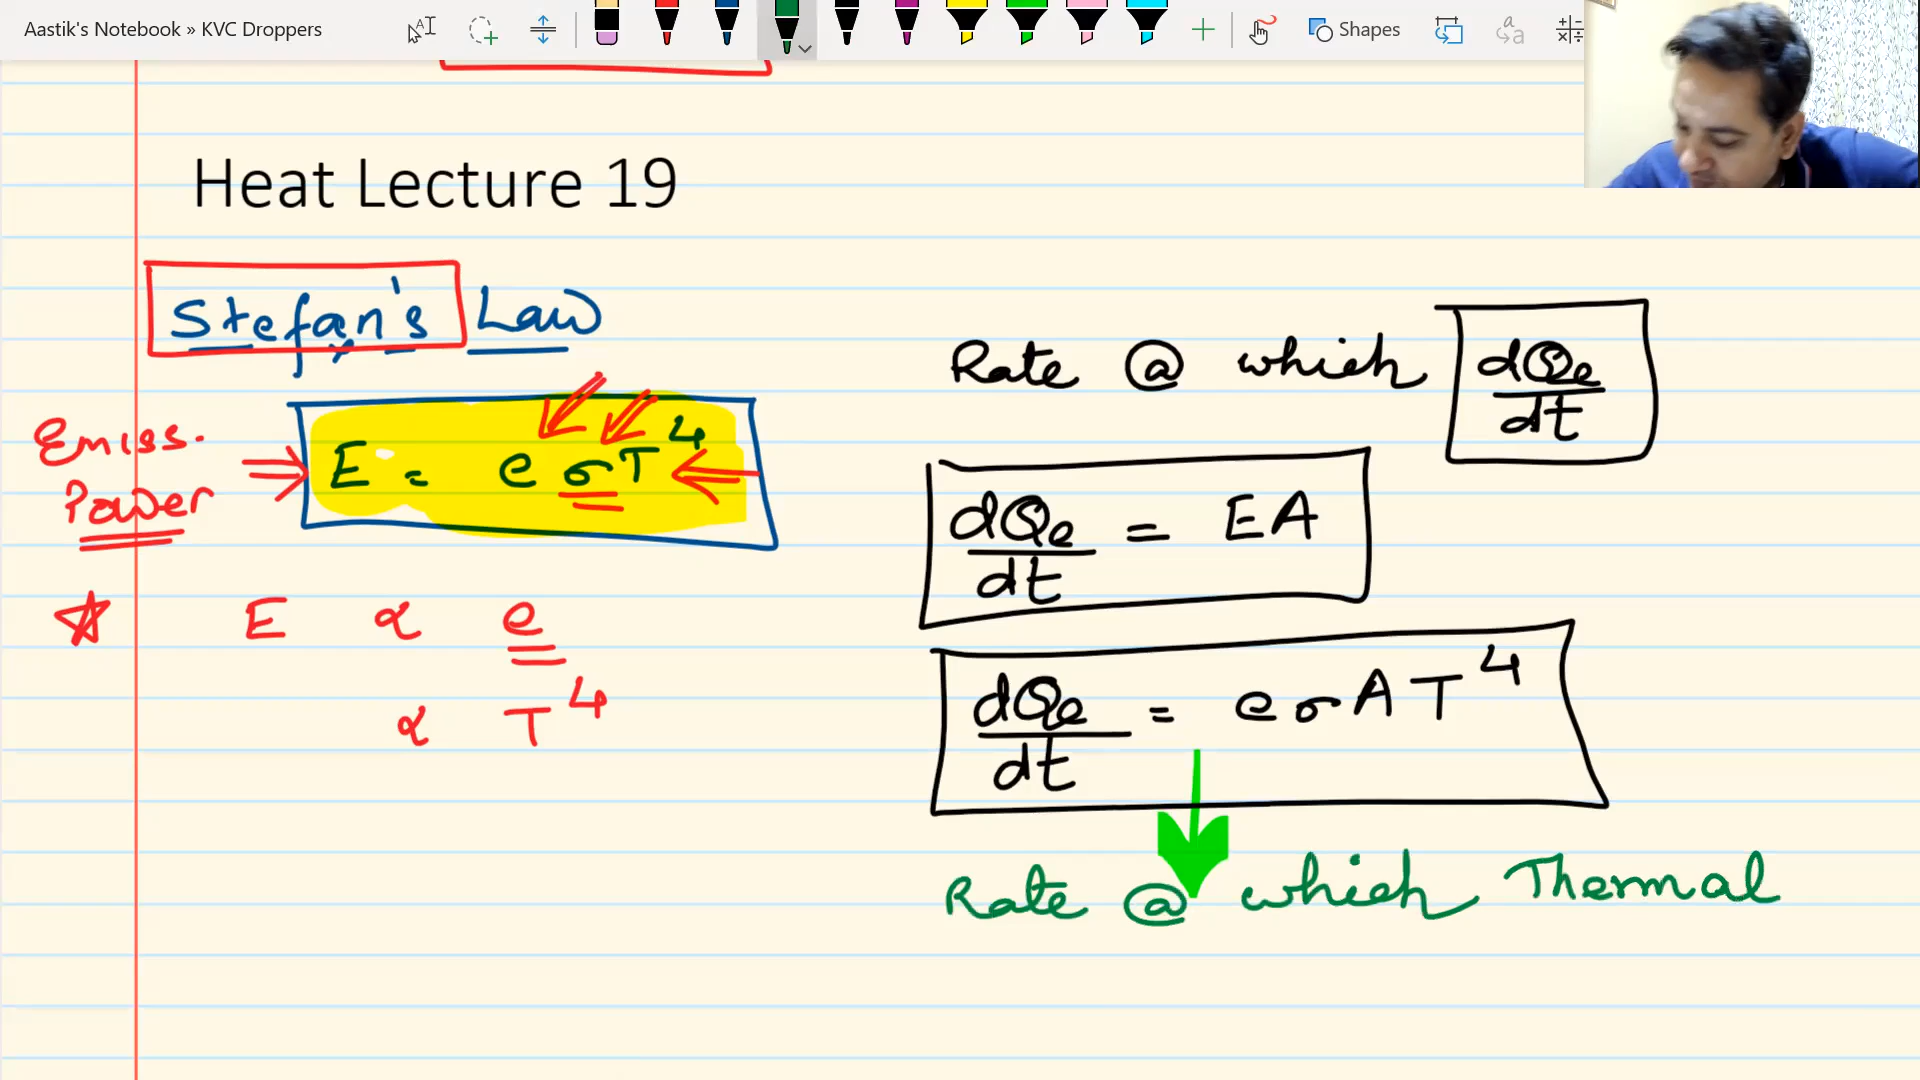 Aastik's Notebook » KVC Droppers
Shapes
Heat Lecture 19
Stefan's Law
Emiss. Power
E = eσT⁴
E ∝ e
∝ T⁴
Rate @ which dQe/dt
dQe/dt = EA
dQe/dt = eσAT⁴
Rate @ which Thermal